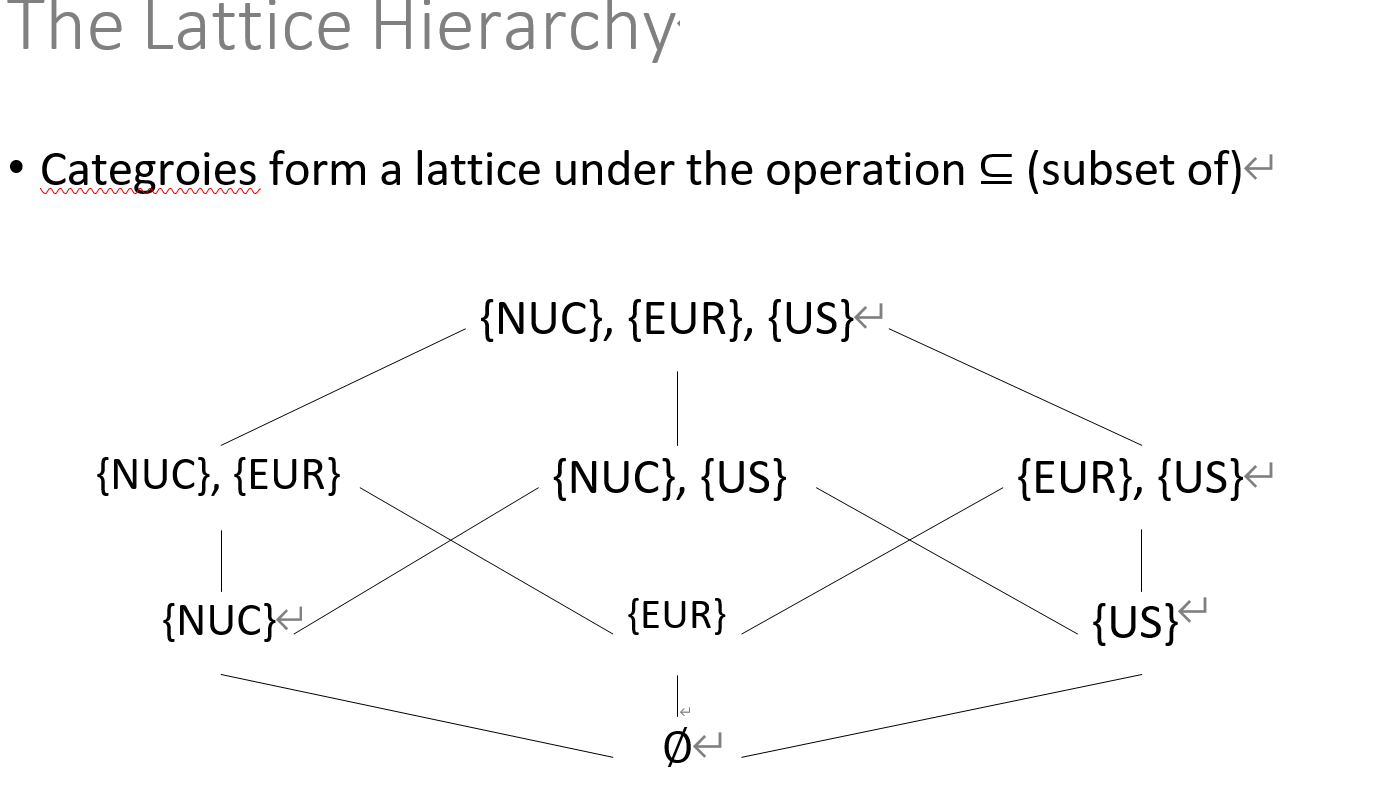 The Lattice Hierarchy
• Categroies form a lattice under the operation ⊆ (subset of)↵
{NUC}, {EUR}, {US}↵
{NUC}, {EUR} {NUC}, {US} {EUR}, {US}↵
{NUC}↵ {EUR} {US}↵
↵
Ø↵